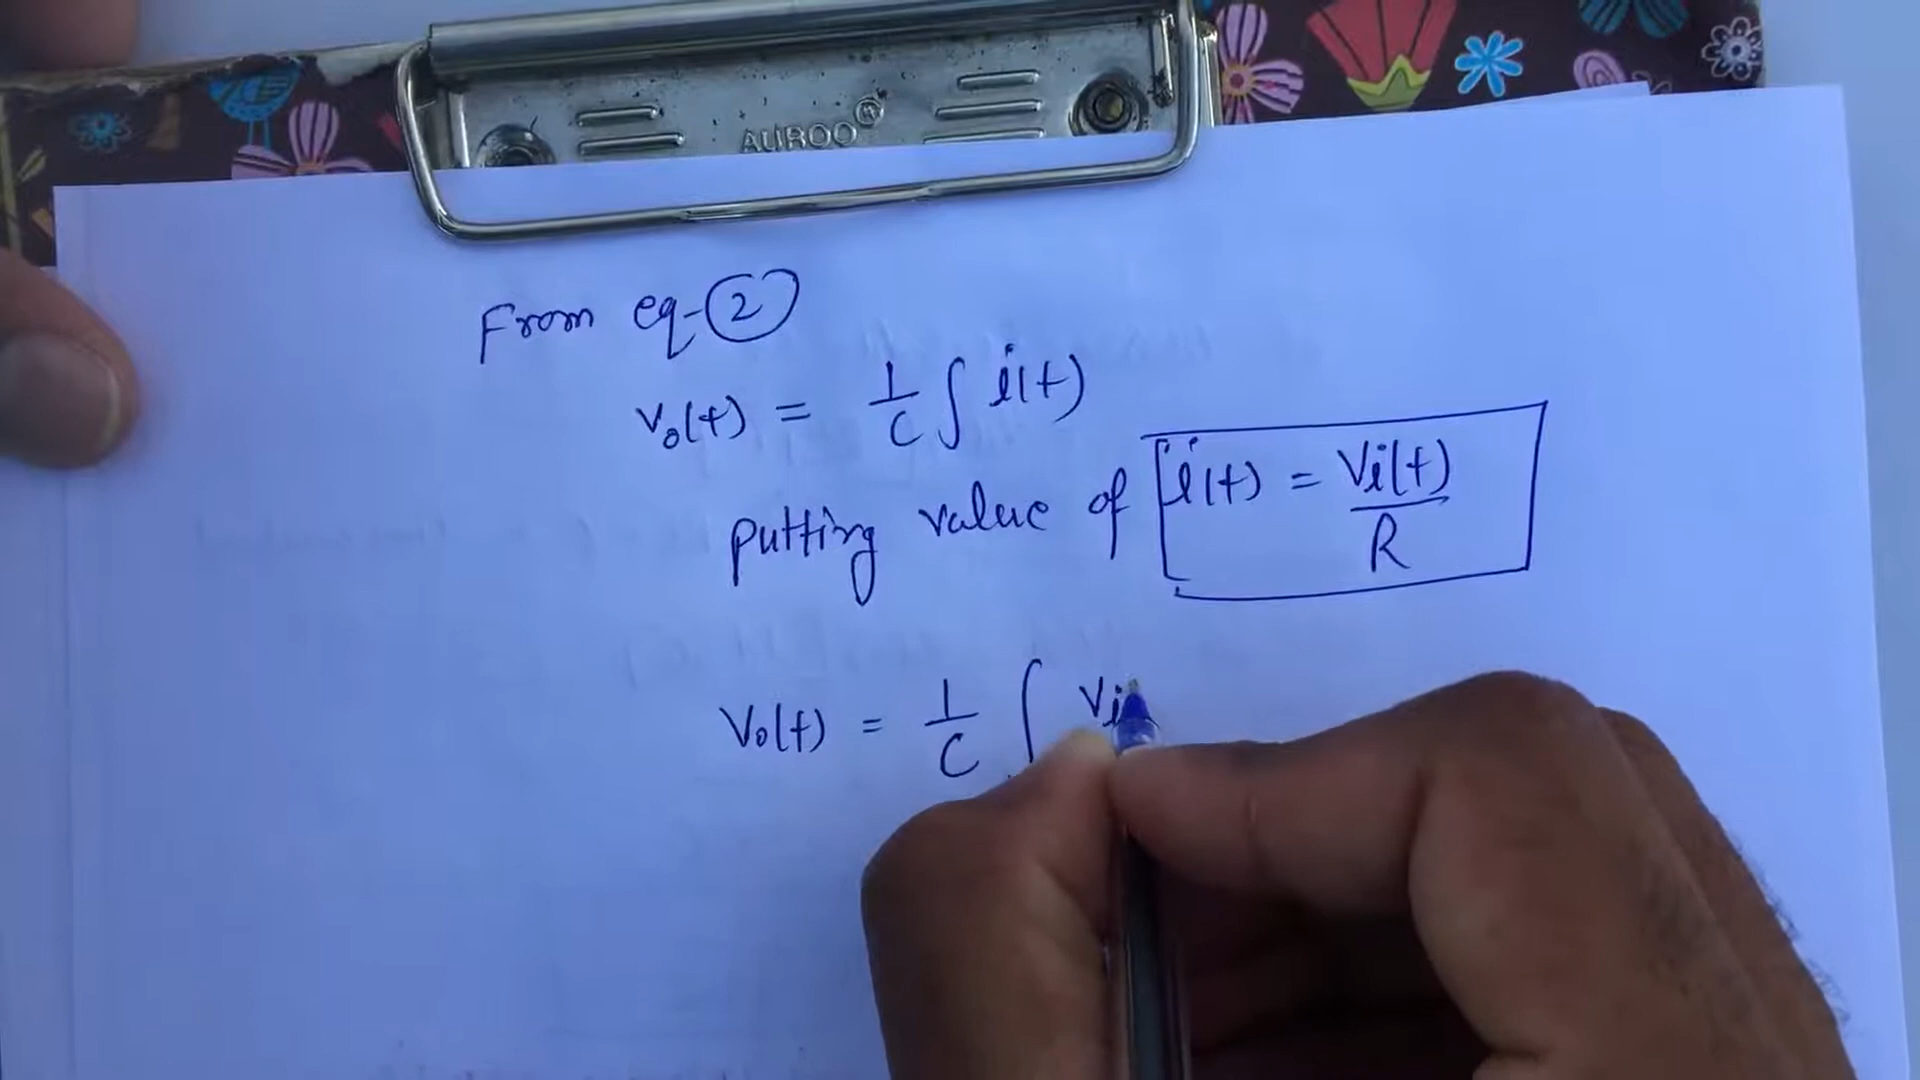 AUROO®
From eq-②
v₀(t) = 1/C ∫ i(t)
putting value of i(t) = Vi(t)/R
V₀(t) = 1/C ∫ Vi